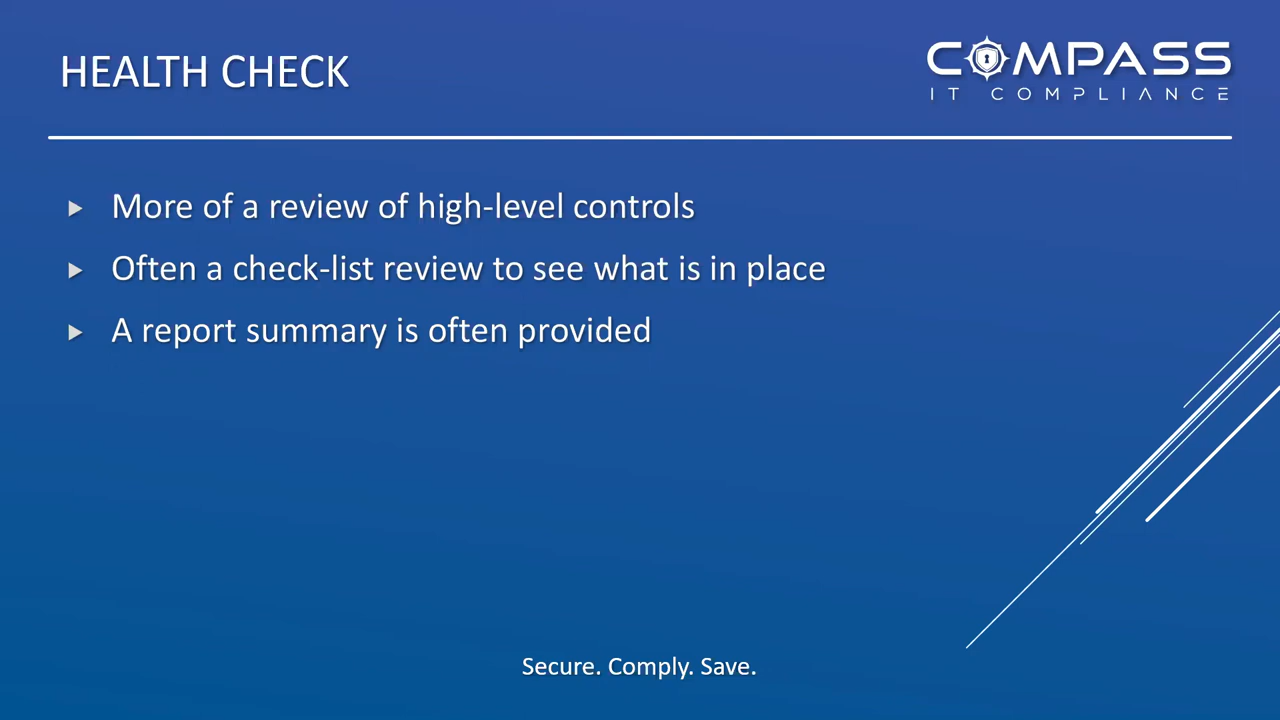 HEALTH CHECK
COMPASS
IT COMPLIANCE
More of a review of high-level controls
Often a check-list review to see what is in place
A report summary is often provided
Secure. Comply. Save.